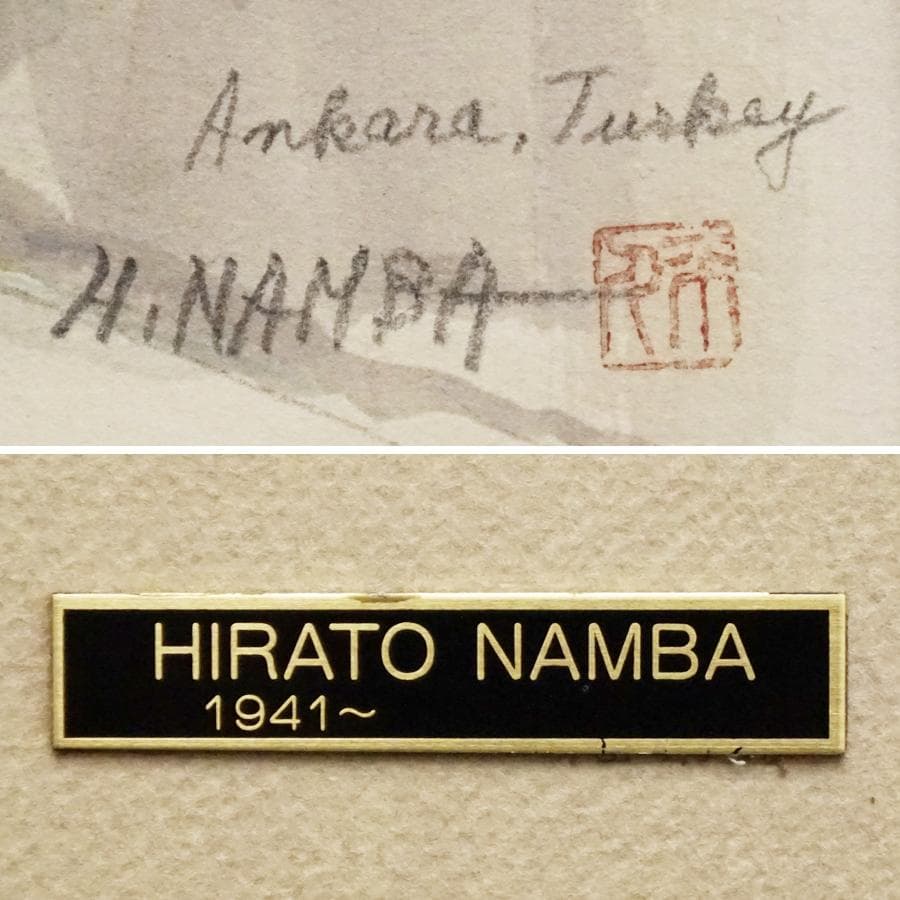 Ankara, Turkey
H. NAMBA
HIRATO NAMBA
1941~